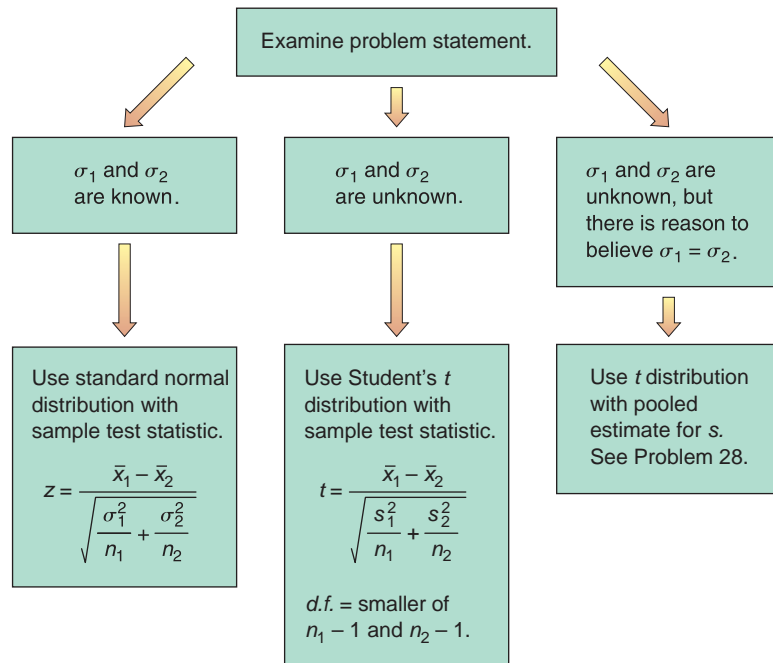 Examine problem statement.
σ₁ and σ₂
are known.
σ₁ and σ₂
are unknown.
σ₁ and σ₂ are
unknown, but
there is reason to
believe σ₁ = σ₂.
Use standard normal
distribution with
sample test statistic.
z = (x̄₁ − x̄₂) / √(σ₁²/n₁ + σ₂²/n₂)
Use Student's t
distribution with
sample test statistic.
t = (x̄₁ − x̄₂) / √(s₁²/n₁ + s₂²/n₂)
d.f. = smaller of
n₁ – 1 and n₂ – 1.
Use t distribution
with pooled
estimate for s.
See Problem 28.